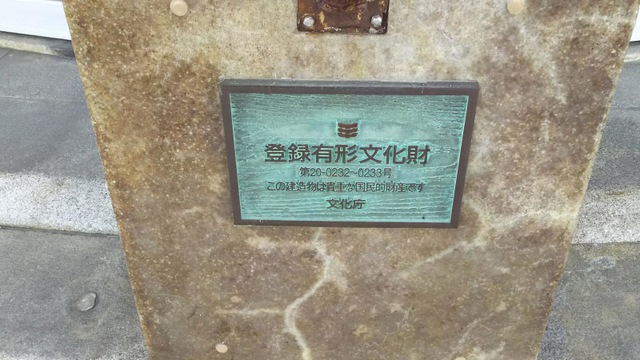 登録有形文化財
第20-0232~0233号
この建造物は貴重な国民的財産です
文化庁